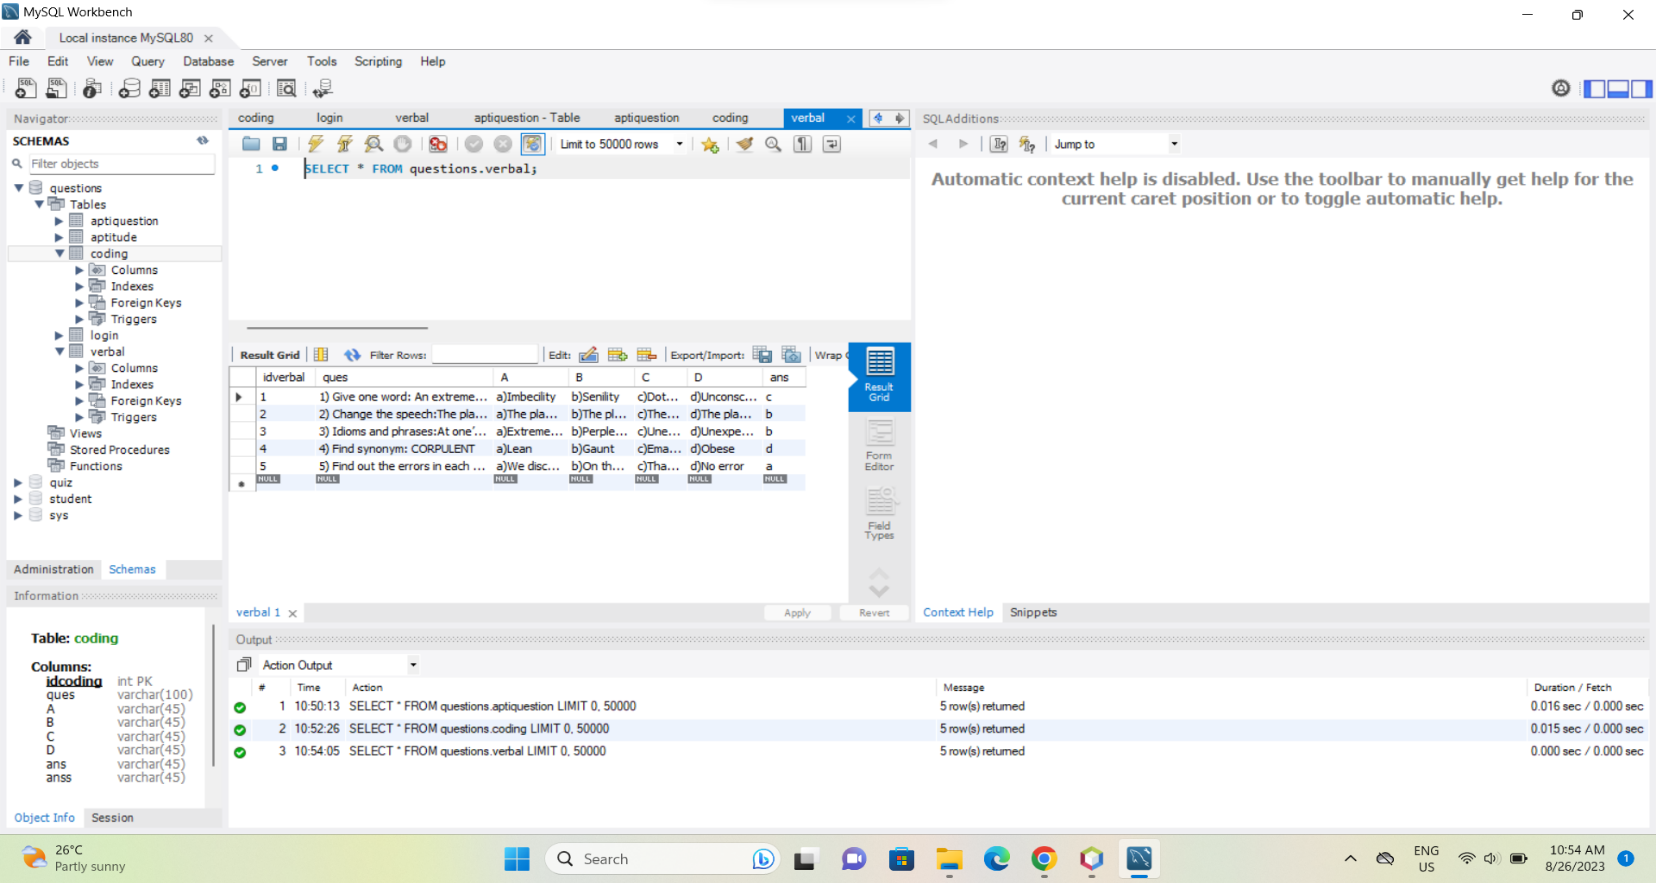 MySQL Workbench
Local instance MySQL80
File Edit View Query Database Server Tools Scripting Help
Navigator
SCHEMAS
Filter objects
questions
Tables
aptiquestion
aptitude
coding
Columns
Indexes
Foreign Keys
Triggers
login
verbal
Columns
Indexes
Foreign Keys
Triggers
Views
Stored Procedures
Functions
quiz
student
sys
Administration Schemas
Information
Table: coding
Columns:
idcoding int PK
ques varchar(100)
A varchar(45)
B varchar(45)
C varchar(45)
D varchar(45)
ans varchar(45)
anss varchar(45)
Object Info Session
coding login verbal aptiquestion - Table aptiquestion coding verbal
Limit to 50000 rows
1 SELECT * FROM questions.verbal;
Result Grid Filter Rows: Edit: Export/Import: Wrap
idverbal ques A B C D ans
1 1) Give one word: An extreme... a)Imbecility b)Senility c)Dot... d)Unconsc... c
2 2) Change the speech:The pla... a)The pla... b)The pl... c)The... d)The pla... b
3 3) Idioms and phrases:At one'... a)Extreme... b)Perple... c)Une... d)Unexpe... b
4 4) Find synonym: CORPULENT a)Lean b)Gaunt c)Ema... d)Obese d
5 5) Find out the errors in each ... a)We disc... b)On th... c)Tha... d)No error a
NULL NULL NULL NULL NULL NULL NULL
Result
Grid
Form
Editor
Field
Types
verbal 1 Apply Revert
SQLAdditions
Jump to
Automatic context help is disabled. Use the toolbar to manually get help for the
current caret position or to toggle automatic help.
Context Help Snippets
Output
Action Output
# Time Action Message Duration / Fetch
1 10:50:13 SELECT * FROM questions.aptiquestion LIMIT 0, 50000 5 row(s) returned 0.016 sec / 0.000 sec
2 10:52:26 SELECT * FROM questions.coding LIMIT 0, 50000 5 row(s) returned 0.015 sec / 0.000 sec
3 10:54:05 SELECT * FROM questions.verbal LIMIT 0, 50000 5 row(s) returned 0.000 sec / 0.000 sec
26°C
Partly sunny
Search
ENG
US
10:54 AM
8/26/2023
1